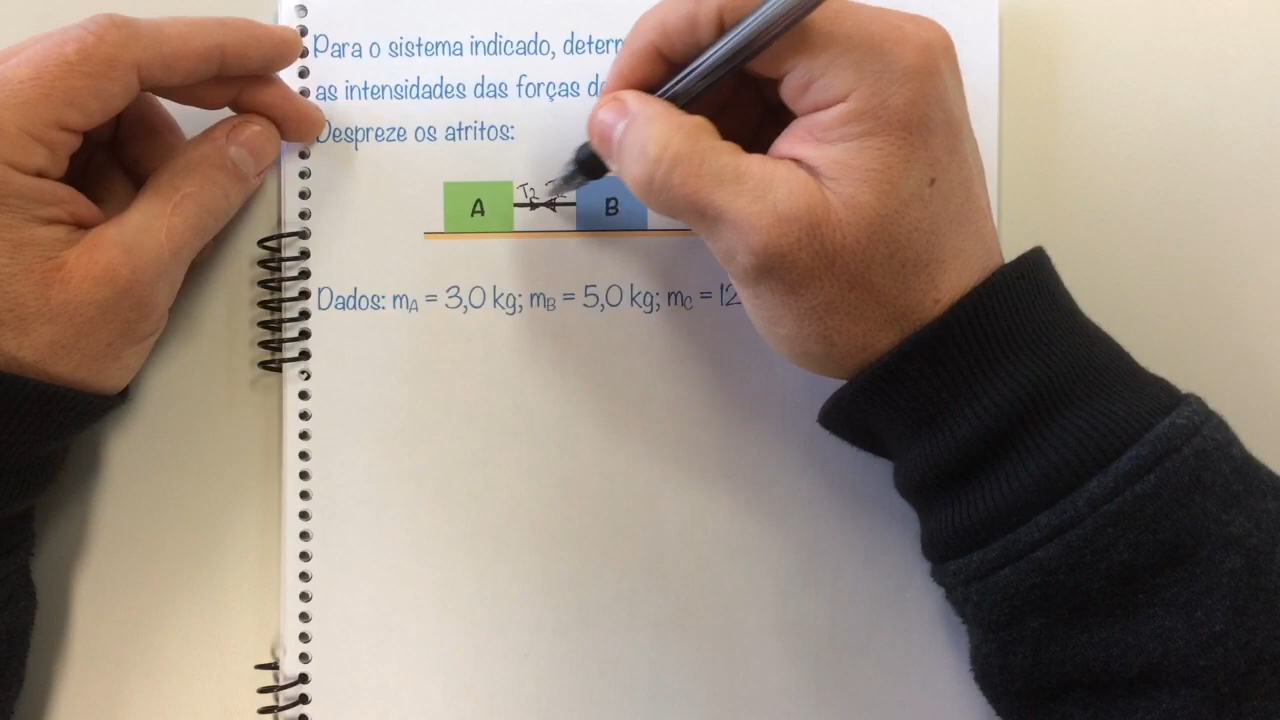 Para o sistema indicado,
as intensidades das forças
Despreze os atritos:
T2
A B
Dados: mA = 3,0 kg; mB = 5,0 kg; mC = 12